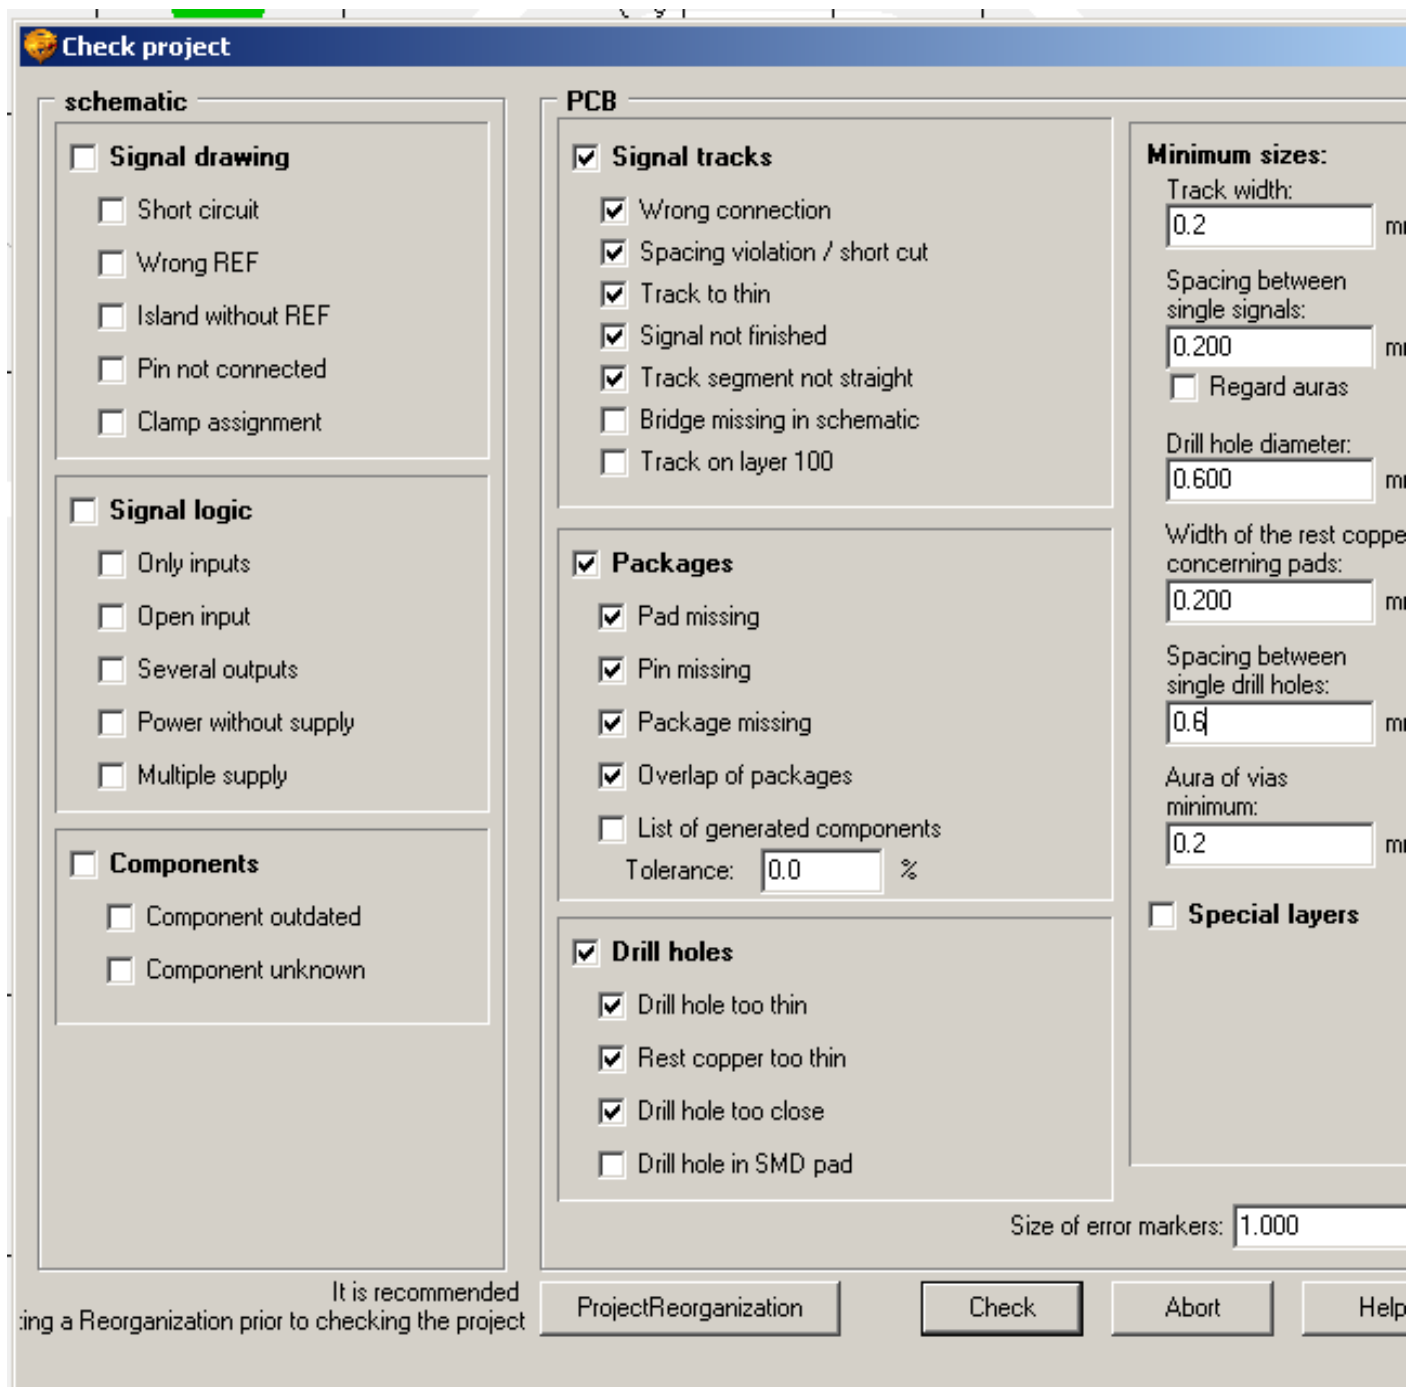 Check project
schematic
Signal drawing
Short circuit
Wrong REF
Island without REF
Pin not connected
Clamp assignment
Signal logic
Only inputs
Open input
Several outputs
Power without supply
Multiple supply
Components
Component outdated
Component unknown
PCB
Signal tracks
Wrong connection
Spacing violation / short cut
Track to thin
Signal not finished
Track segment not straight
Bridge missing in schematic
Track on layer 100
Packages
Pad missing
Pin missing
Package missing
Overlap of packages
List of generated components
Tolerance: 0.0 %
Drill holes
Drill hole too thin
Rest copper too thin
Drill hole too close
Drill hole in SMD pad
Minimum sizes:
Track width:
0.2
Spacing between
single signals:
0.200
Regard auras
Drill hole diameter:
0.600
Width of the rest coppe
concerning pads:
0.200
Spacing between
single drill holes:
0.6
Aura of vias
minimum:
0.2
Special layers
Size of error markers: 1.000
It is recommended
ting a Reorganization prior to checking the project
ProjectReorganization
Check
Abort
Help